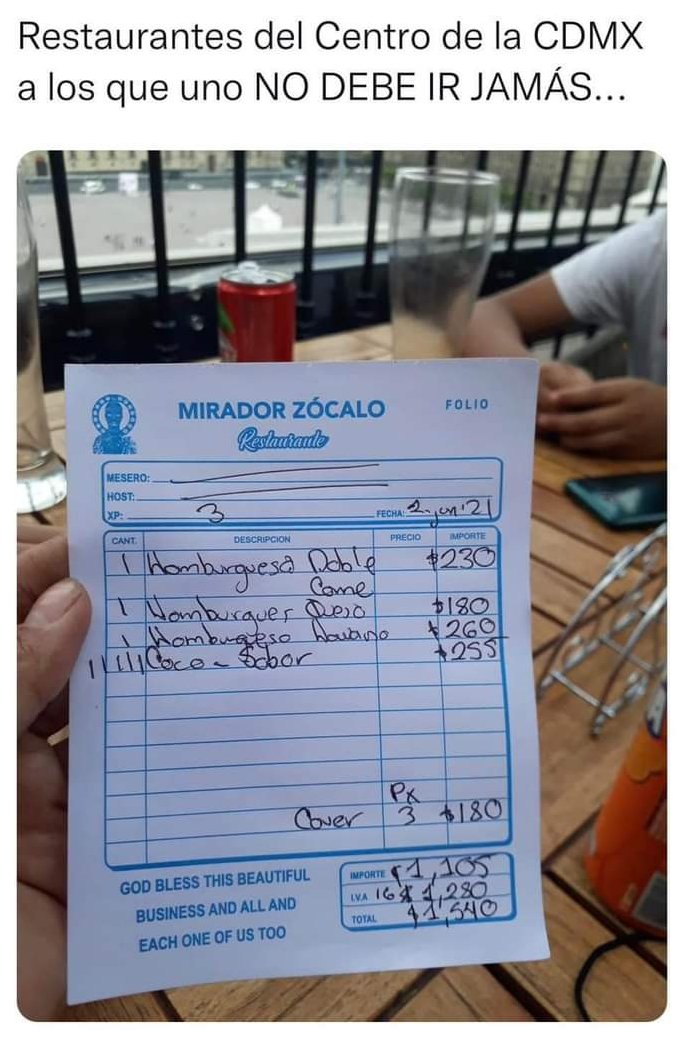 Restaurantes del Centro de la CDMX
a los que uno NO DEBE IR JAMÁS...
MIRADOR ZÓCALO
FOLIO
Restaurante
MESERO:
HOST:
XP: 3 FECHA: 2-jun'21
CANT. DESCRIPCION PRECIO IMPORTE
1 Hamburguesa Doble $230
Carne
1 Hamburgues Queso $180
1 Hamburgesa $260
11111 Coca - Sabor $255
Px
Cover 3 $180
GOD BLESS THIS BEAUTIFUL
BUSINESS AND ALL AND
EACH ONE OF US TOO
IMPORTE $1,105
I.V.A 16% 1,280
TOTAL $1,540